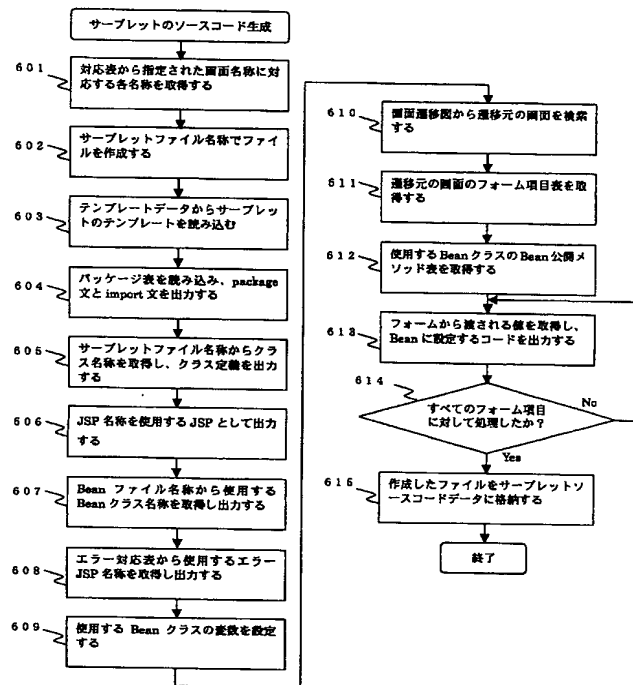 サーブレットのソースコード生成
601
対応表から指定された画面名称に対
応する各名称を取得する
602
サーブレットファイル名称でファイ
ルを作成する
603
テンプレートデータからサーブレット
のテンプレートを読み込む
604
パッケージ表を読み込み、package
文とimport文を出力する
605
サーブレットファイル名称からクラ
ス名称を取得し、クラス定義を出力
する
606
JSP名称を使用するJSPとして出力
する
607
Bean ファイル名称から使用する
Beanクラス名称を取得し出力する
608
エラー対応表から使用するエラー
JSP名称を取得し出力する
609
使用する Bean クラスの変数を設定
する
610
画面遷移図から遷移元の画面を検索
する
611
遷移元の画面のフォーム項目表を取
得する
612
使用するBeanクラスのBean公開メ
ソッド表を取得する
613
フォームから渡される値を取得し、
Beanに設定するコードを出力する
614
すべてのフォーム項目
に対して処理したか？
No
Yes
615
作成したファイルをサーブレットソ
ースコードデータに格納する
終了